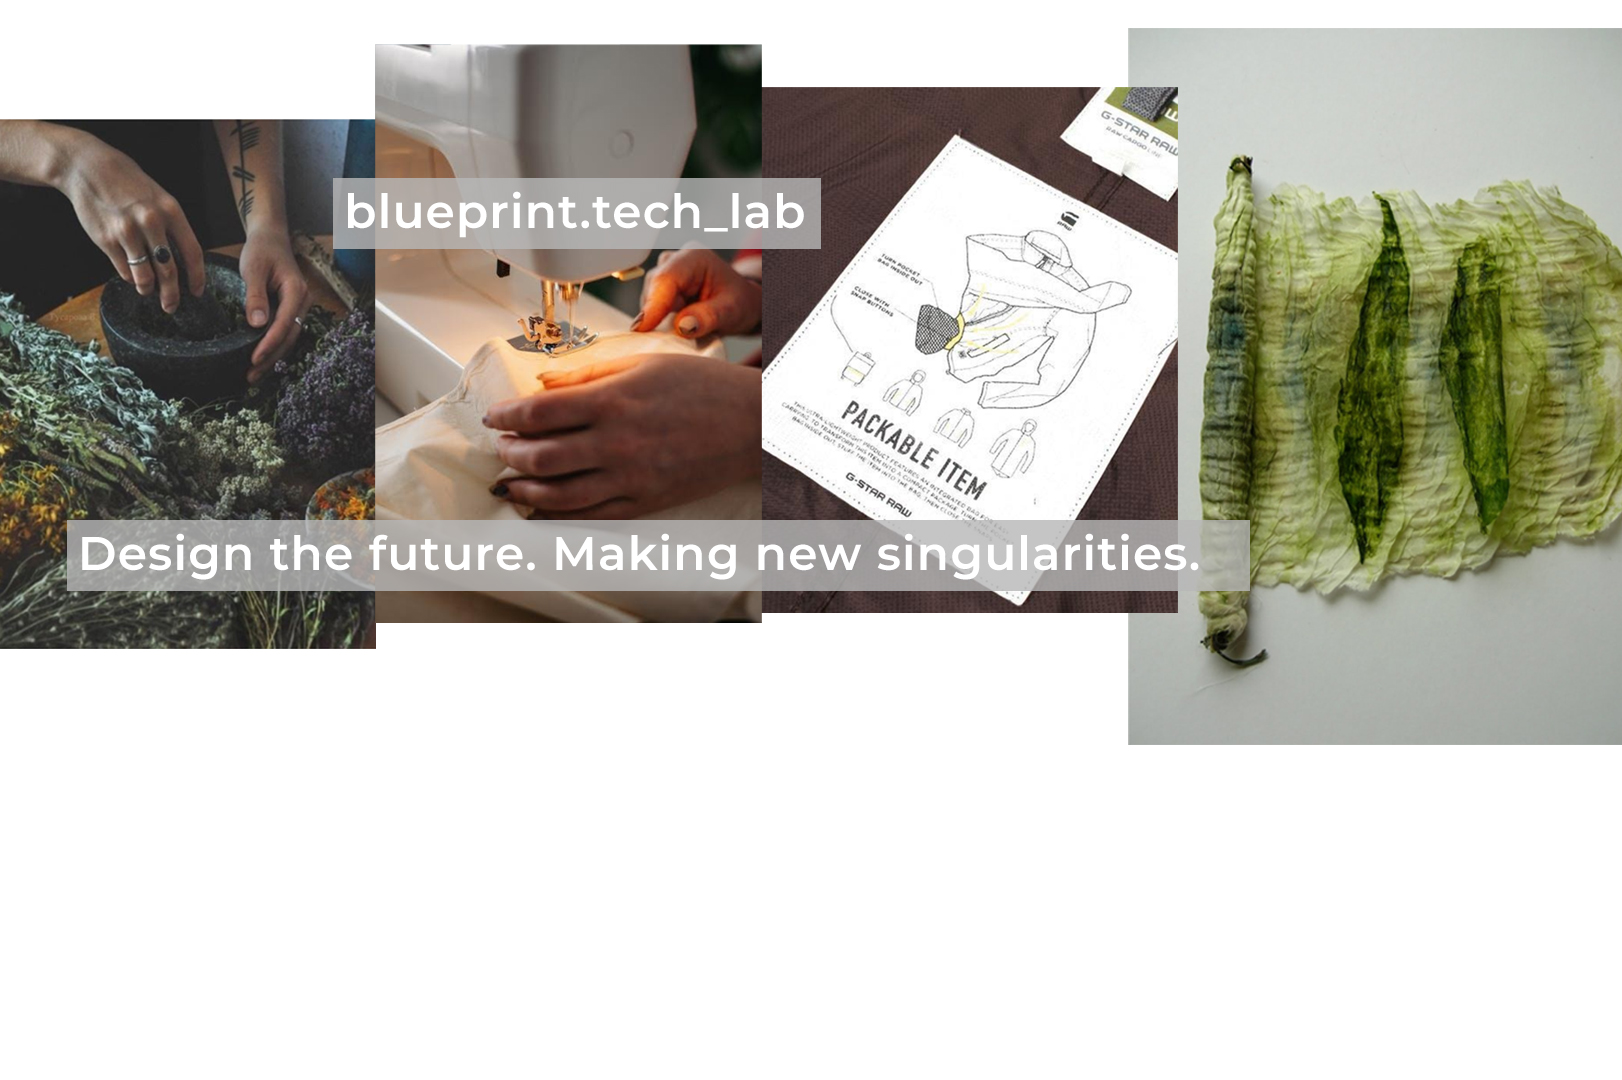 blueprint.tech_lab
G-STAR RAW
RAW CARGO LINE
TURN POCKET
BAG INSIDE OUT
CLOSE WITH
SNAP BUTTONS
PACKABLE ITEM
THIS ULTRA LIGHTWEIGHT PRODUCT FEATURES AN INTEGRATED BAG FOR EASY
CARRYING. TO TRANSFORM THIS ITEM INTO A COMPACT PACKAGE, TURN
BAG INSIDE OUT, STUFF THE ITEM INTO THE BAG, THEN CLOSE
G-STAR RAW
Design the future. Making new singularities.